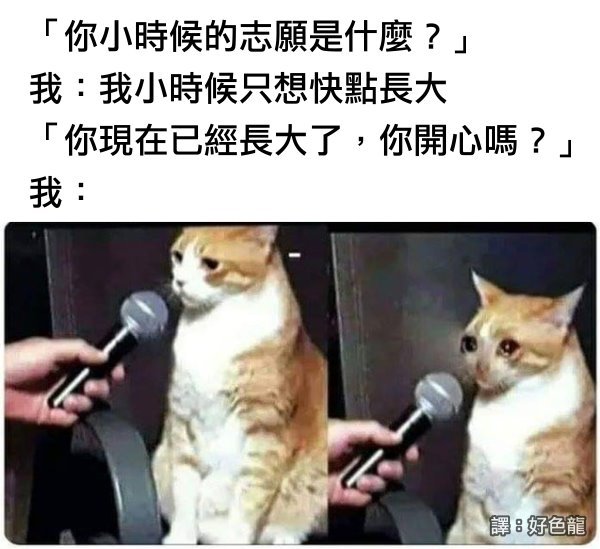 「你小時候的志願是什麼?」
我:我小時候只想快點長大
「你現在已經長大了,你開心嗎?」
我:
譯:好色龍